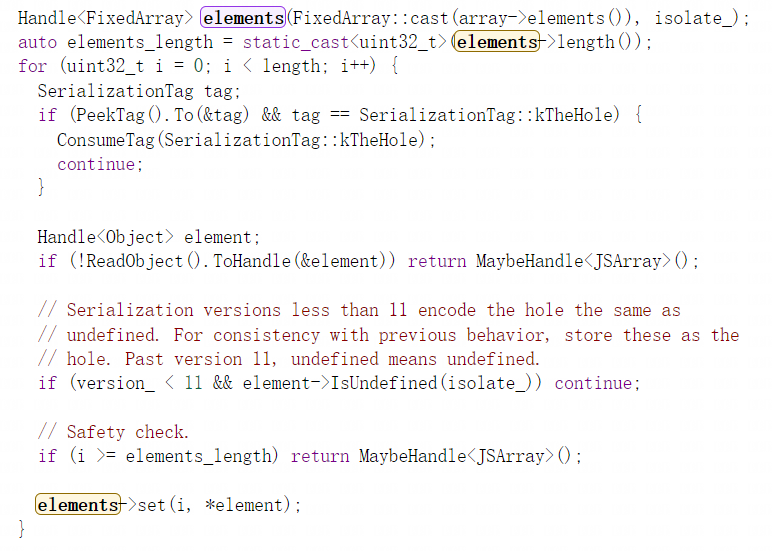 Handle<FixedArray> elements(FixedArray::cast(array->elements()), isolate_);
auto elements_length = static_cast<uint32_t>(elements->length());
for (uint32_t i = 0; i < length; i++) {
  SerializationTag tag;
  if (PeekTag().To(&tag) && tag == SerializationTag::kTheHole) {
    ConsumeTag(SerializationTag::kTheHole);
    continue;
  }

  Handle<Object> element;
  if (!ReadObject().ToHandle(&element)) return MaybeHandle<JSArray>();

  // Serialization versions less than 11 encode the hole the same as
  // undefined. For consistency with previous behavior, store these as the
  // hole. Past version 11, undefined means undefined.
  if (version_ < 11 && element->IsUndefined(isolate_)) continue;

  // Safety check.
  if (i >= elements_length) return MaybeHandle<JSArray>();

  elements->set(i, *element);
}